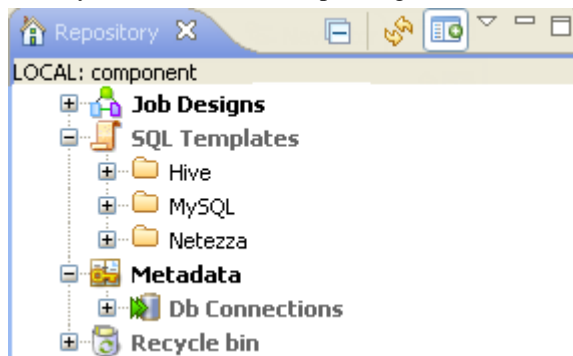 Repository
LOCAL: component
Job Designs
SQL Templates
Hive
MySQL
Netezza
Metadata
Db Connections
Recycle bin